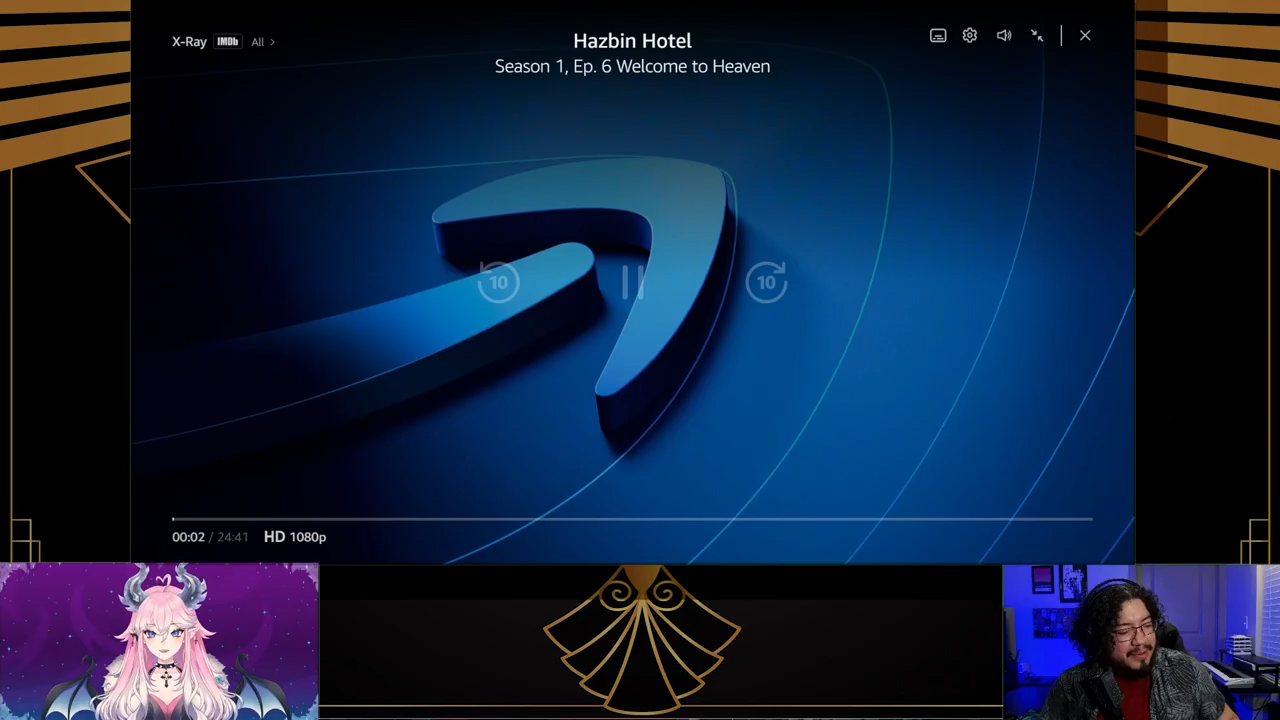 X-Ray IMDb All
Hazbin Hotel
Season 1, Ep. 6 Welcome to Heaven
10
10
00:02 / 24:41 HD 1080p